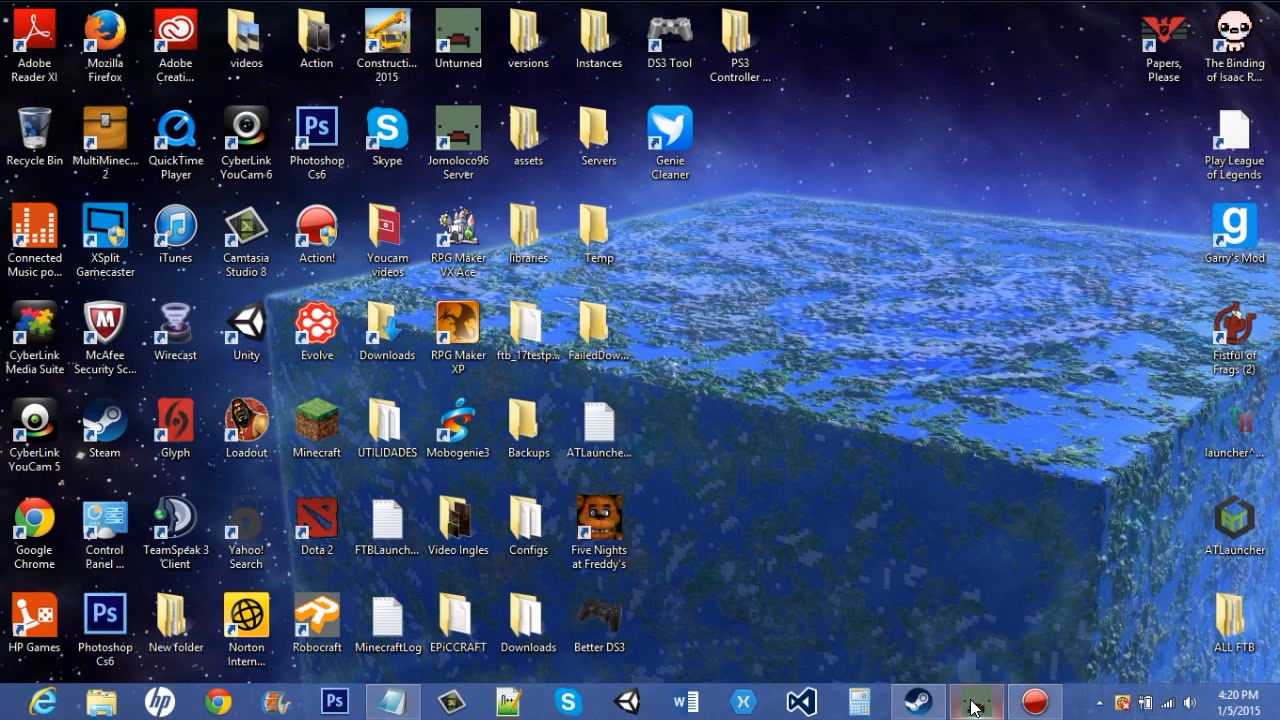 Adobe
Reader XI
Mozilla
Firefox
Adobe
Creati...
videos
Action
Constructi...
2015
Unturned
versions
Instances
DS3 Tool
PS3
Controller ...
Papers,
Please
The Binding
of Isaac R...
Recycle Bin
MultiMinec...
2
QuickTime
Player
CyberLink
YouCam 6
Ps
Photoshop
Cs6
Skype
Jomoloco96
Server
assets
Servers
Genie
Cleaner
Play League
of Legends
Connected
Music po...
XSplit
Gamecaster
iTunes
Camtasia
Studio 8
Action!
Youcam
videos
RPG Maker
VX Ace
libraries
Temp
g
Garry's Mod
CyberLink
Media Suite
McAfee
Security Sc...
Wirecast
Unity
Evolve
Downloads
RPG Maker
XP
ftb_17testp...
FailedDow...
Fistful of
Frags (2)
CyberLink
YouCam 5
Steam
Glyph
Loadout
Minecraft
UTILIDADES
Mobogenie3
Backups
ATLaunche...
launcher^...
Google
Chrome
Control
Panel ...
TeamSpeak 3
Client
Yahoo!
Search
Dota 2
FTBLaunch...
Video Ingles
Configs
Five Nights
at Freddy's
ATLauncher
HP Games
Ps
Photoshop
Cs6
New folder
Norton
Intern...
Robocraft
MinecraftLog
EPiCCRAFT
Downloads
Better DS3
ALL FTB
hp
Ps
W
4:20 PM
1/5/2015